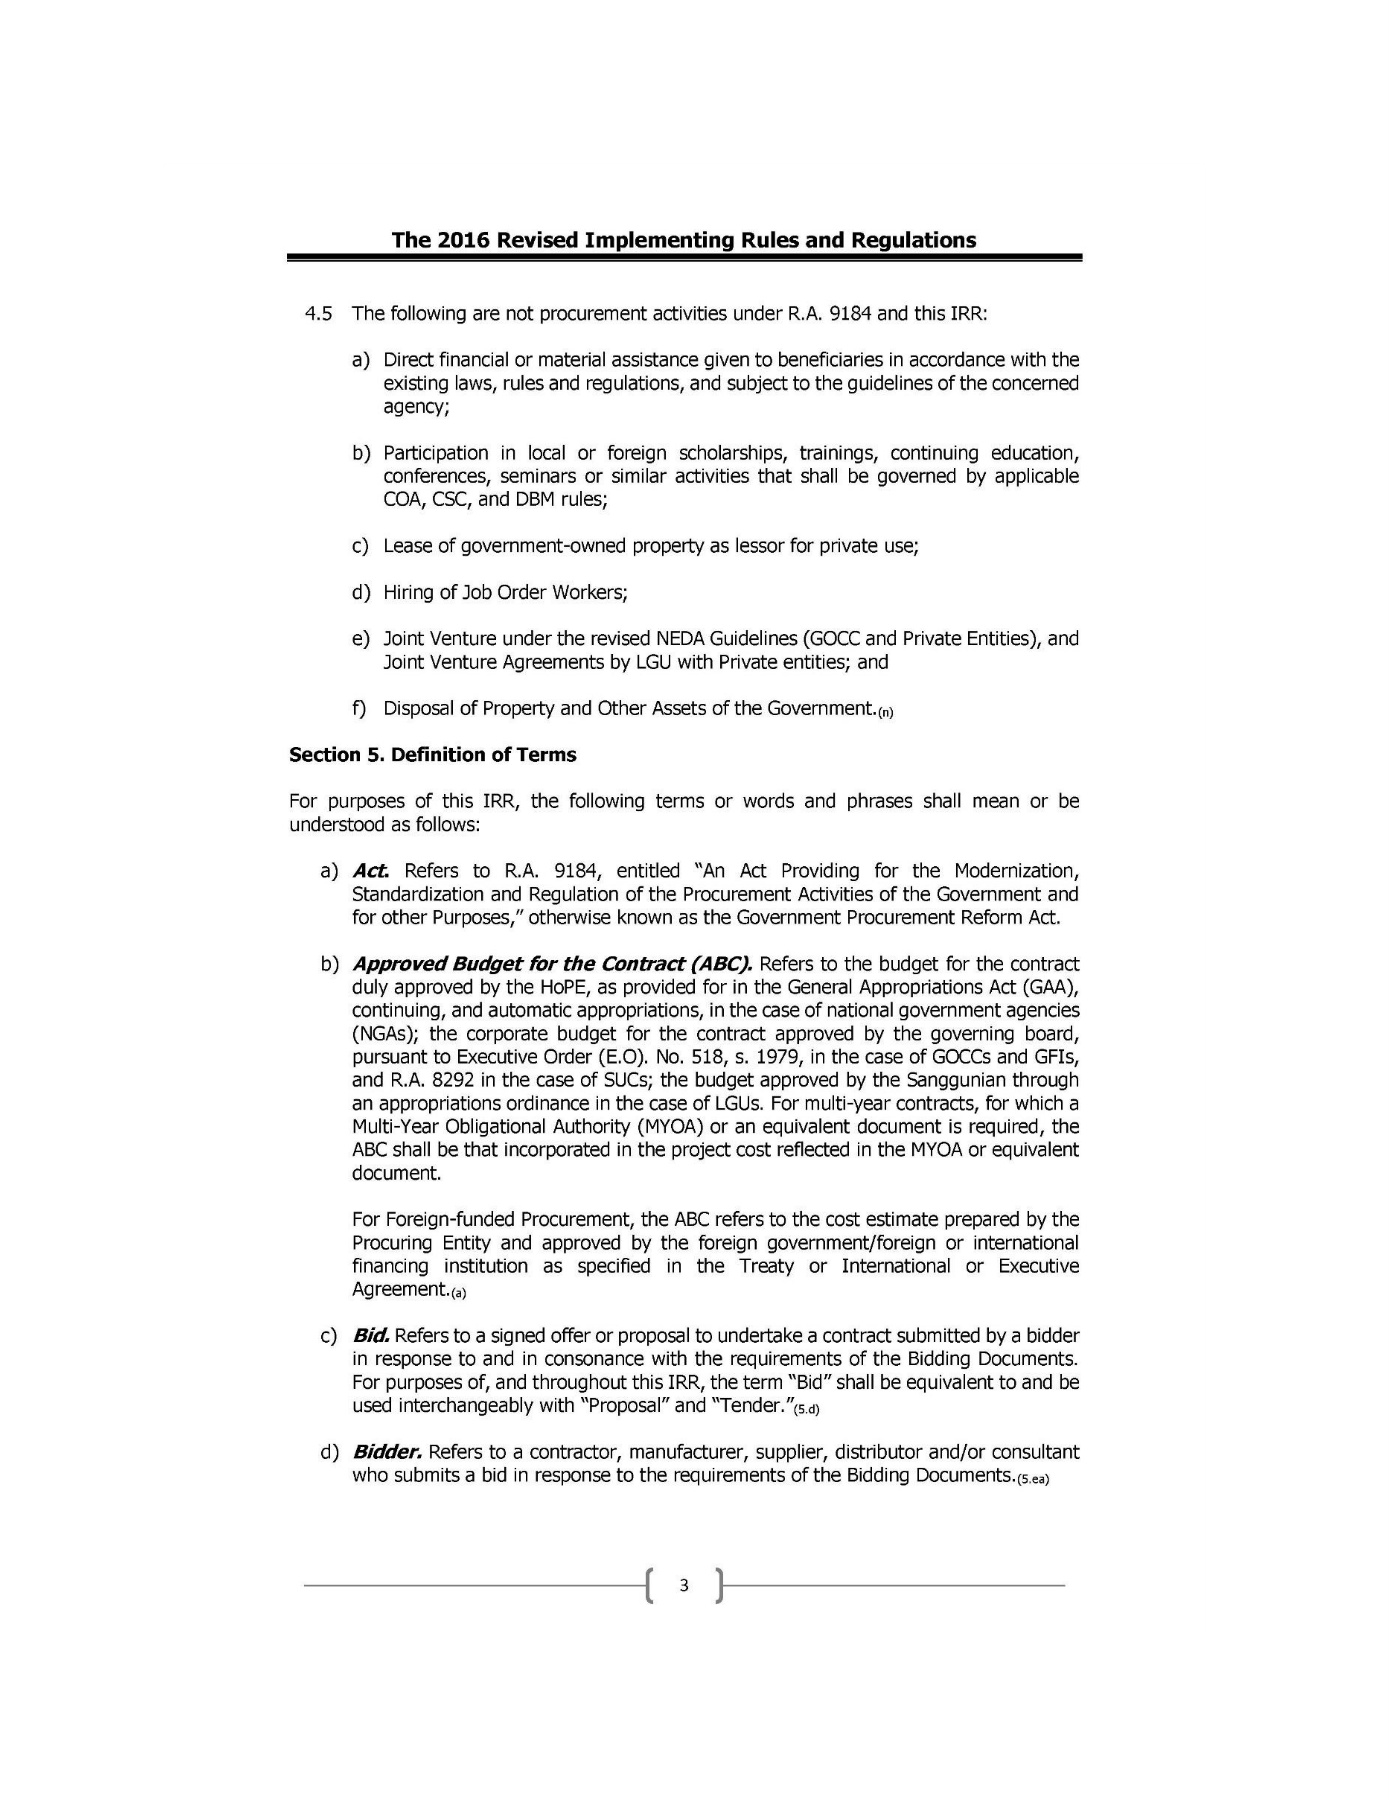 The 2016 Revised Implementing Rules and Regulations
4.5 The following are not procurement activities under R.A. 9184 and this IRR:
a) Direct financial or material assistance given to beneficiaries in accordance with the
existing laws, rules and regulations, and subject to the guidelines of the concerned
agency;
b) Participation in local or foreign scholarships, trainings, continuing education,
conferences, seminars or similar activities that shall be governed by applicable
COA, CSC, and DBM rules;
c) Lease of government-owned property as lessor for private use;
d) Hiring of Job Order Workers;
e) Joint Venture under the revised NEDA Guidelines (GOCC and Private Entities), and
Joint Venture Agreements by LGU with Private entities; and
f) Disposal of Property and Other Assets of the Government.(n)
Section 5. Definition of Terms
For purposes of this IRR, the following terms or words and phrases shall mean or be
understood as follows:
a) Act. Refers to R.A. 9184, entitled “An Act Providing for the Modernization,
Standardization and Regulation of the Procurement Activities of the Government and
for other Purposes,” otherwise known as the Government Procurement Reform Act.
b) Approved Budget for the Contract (ABC). Refers to the budget for the contract
duly approved by the HoPE, as provided for in the General Appropriations Act (GAA),
continuing, and automatic appropriations, in the case of national government agencies
(NGAs); the corporate budget for the contract approved by the governing board,
pursuant to Executive Order (E.O). No. 518, s. 1979, in the case of GOCCs and GFIs,
and R.A. 8292 in the case of SUCs; the budget approved by the Sanggunian through
an appropriations ordinance in the case of LGUs. For multi-year contracts, for which a
Multi-Year Obligational Authority (MYOA) or an equivalent document is required, the
ABC shall be that incorporated in the project cost reflected in the MYOA or equivalent
document.
For Foreign-funded Procurement, the ABC refers to the cost estimate prepared by the
Procuring Entity and approved by the foreign government/foreign or international
financing institution as specified in the Treaty or International or Executive
Agreement.(a)
c) Bid. Refers to a signed offer or proposal to undertake a contract submitted by a bidder
in response to and in consonance with the requirements of the Bidding Documents.
For purposes of, and throughout this IRR, the term “Bid” shall be equivalent to and be
used interchangeably with “Proposal” and “Tender.”(5.d)
d) Bidder. Refers to a contractor, manufacturer, supplier, distributor and/or consultant
who submits a bid in response to the requirements of the Bidding Documents.(5.ea)
3